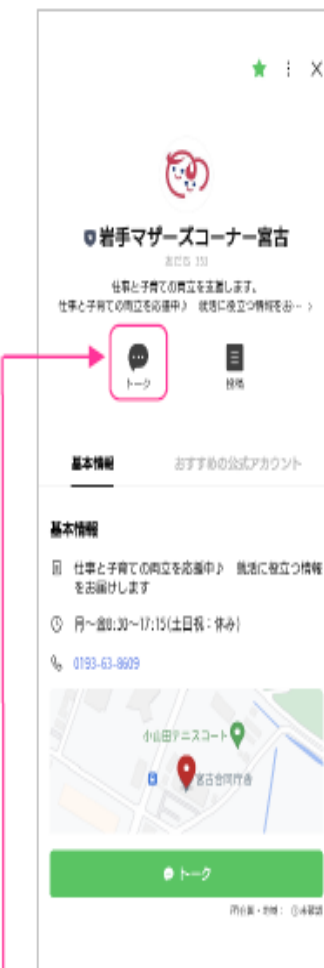 岩手マザーズコーナー宮古
友だち 351
仕事と子育ての両立を支援します。
仕事と子育ての両立を応援中♪ 就活に役立つ情報をお… >
トーク
投稿
基本情報
おすすめの公式アカウント
基本情報
仕事と子育ての両立を応援中♪ 就活に役立つ情報
をお届けします
月～金8:30～17:15(土日祝：休み)
0193-63-8609
小山田テニスコート
宮古合同庁舎
トーク